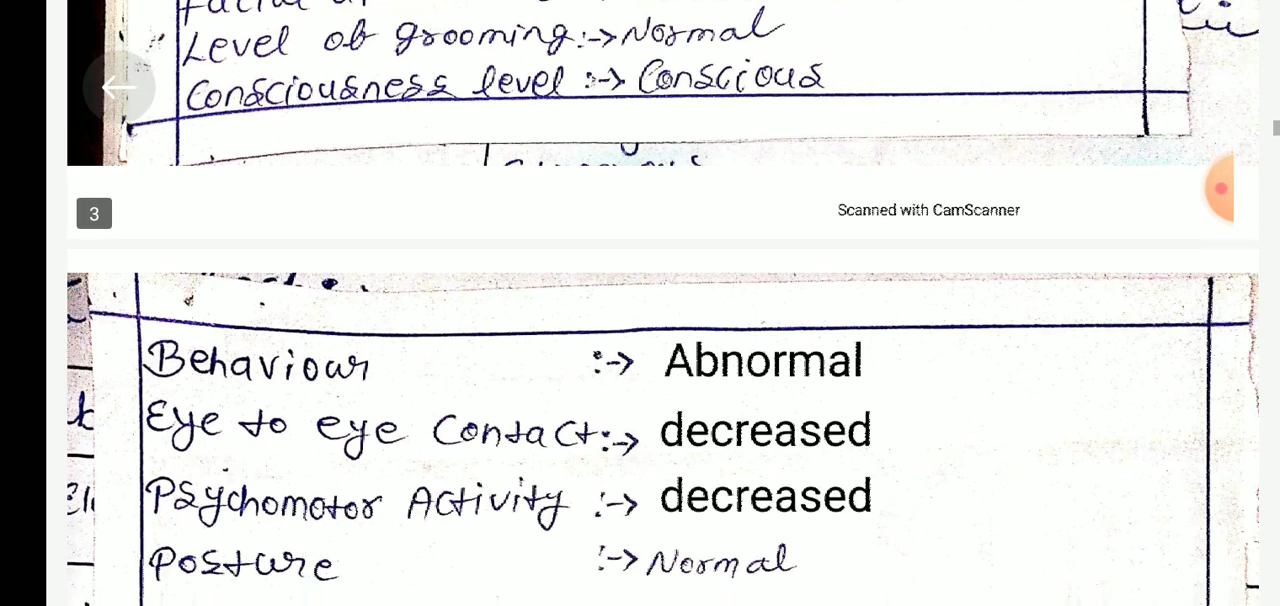 Level of grooming :-> Normal
Consciousness level :-> Conscious
3
Scanned with CamScanner
Behaviour :-> Abnormal
Eye to eye Contact :-> decreased
Psychomotor Activity :-> decreased
Posture :-> Normal